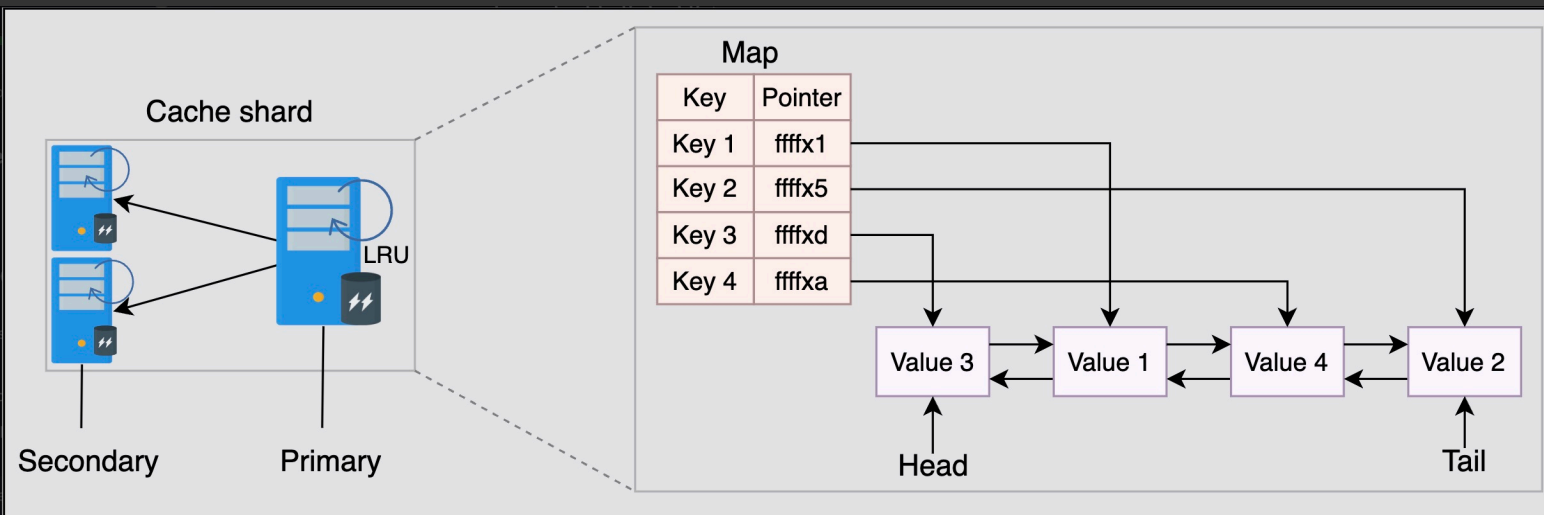 Cache shard
LRU
Secondary
Primary
Map
Key Pointer
Key 1 ffffx1
Key 2 ffffx5
Key 3 ffffxd
Key 4 ffffxa
Value 3 Value 1 Value 4 Value 2
Head
Tail